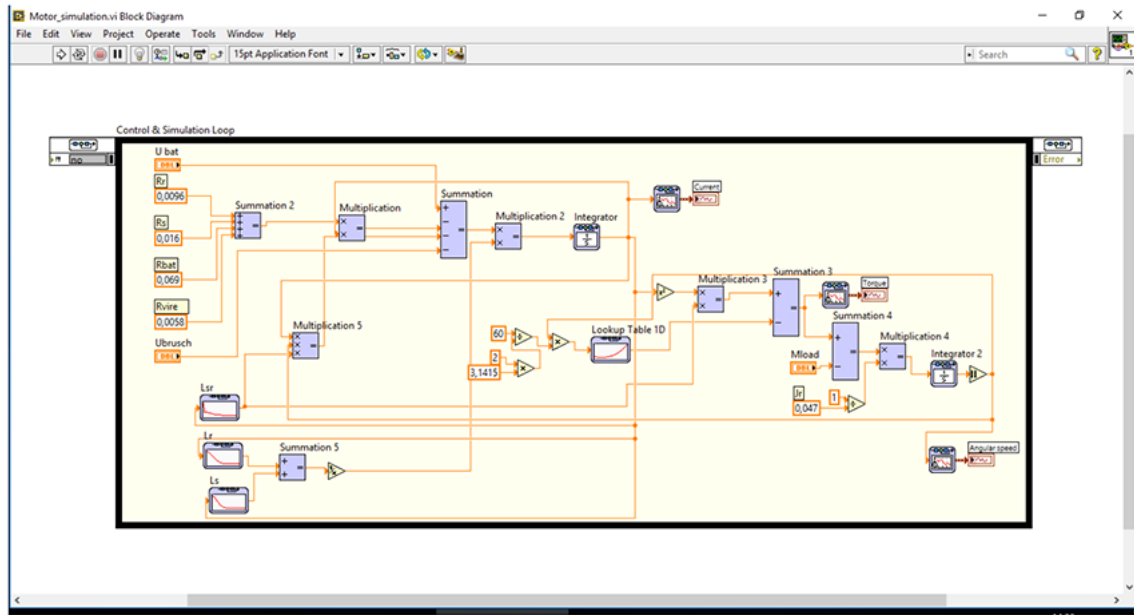 Motor_simulation.vi Block Diagram
File Edit View Project Operate Tools Window Help
15pt Application Font
Search
Control & Simulation Loop
Error
U bat
DBL
Rr
0,0096
Summation 2
Multiplication
Summation
Multiplication 2
Integrator
Current
Rs
0,016
Rbat
0,069
Rvire
0,0058
Ubrusch
DBL
Multiplication 5
60
2
3,1415
Lookup Table 1D
Multiplication 3
Summation 3
Torque
Summation 4
Multiplication 4
Integrator 2
Mload
DBL
Jr
0,047
1
Lsr
Lr
Summation 5
Ls
Angular speed